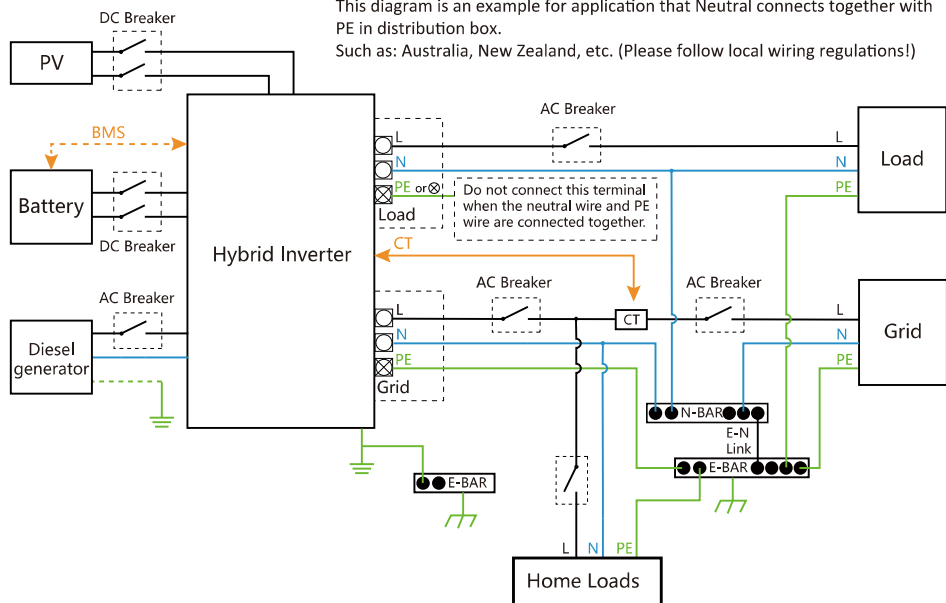 This diagram is an example for application that Neutral connects together with
PE in distribution box.
Such as: Australia, New Zealand, etc. (Please follow local wiring regulations!)
DC Breaker
PV
BMS
Battery
DC Breaker
AC Breaker
Diesel
generator
Hybrid Inverter
L
N
PE or
Load
Do not connect this terminal
when the neutral wire and PE
wire are connected together.
AC Breaker
L
N
PE
Load
CT
AC Breaker
CT
AC Breaker
L
N
PE
Grid
L
N
PE
Grid
N-BAR
E-N
Link
E-BAR
E-BAR
L
N
PE
Home Loads